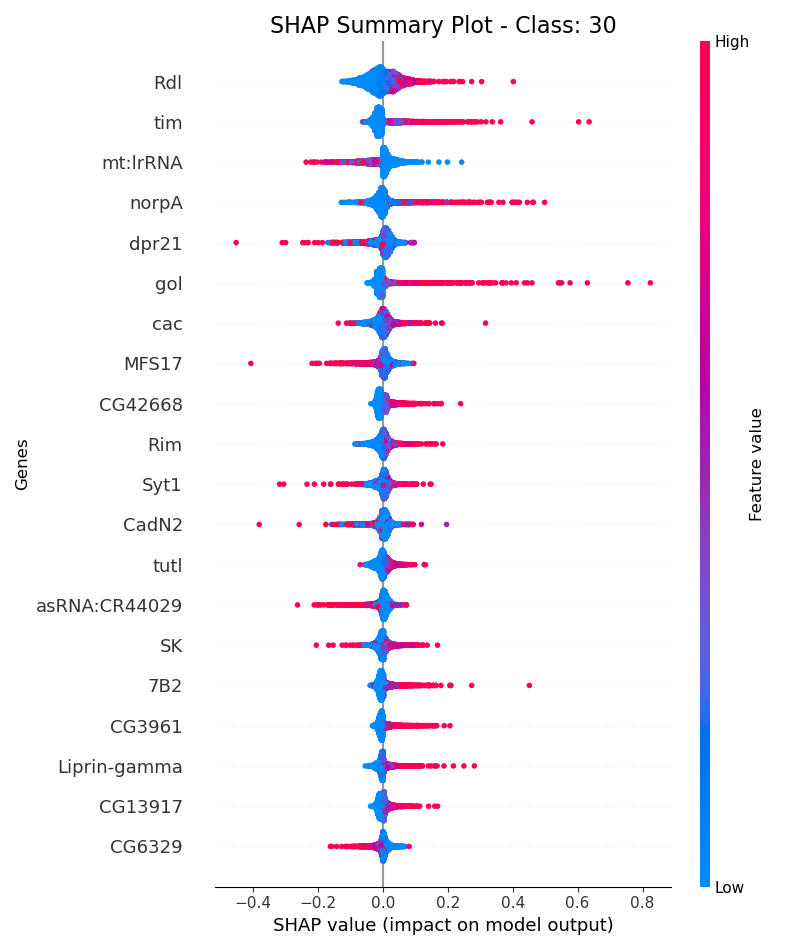 SHAP Summary Plot - Class: 30
High
Rdl
tim
mt:lrRNA
norpA
dpr21
gol
cac
MFS17
CG42668
Rim
Syt1
CadN2
tutl
asRNA:CR44029
SK
7B2
CG3961
Liprin-gamma
CG13917
CG6329
Genes
Feature value
Low
−0.4 −0.2 0.0 0.2 0.4 0.6 0.8
SHAP value (impact on model output)